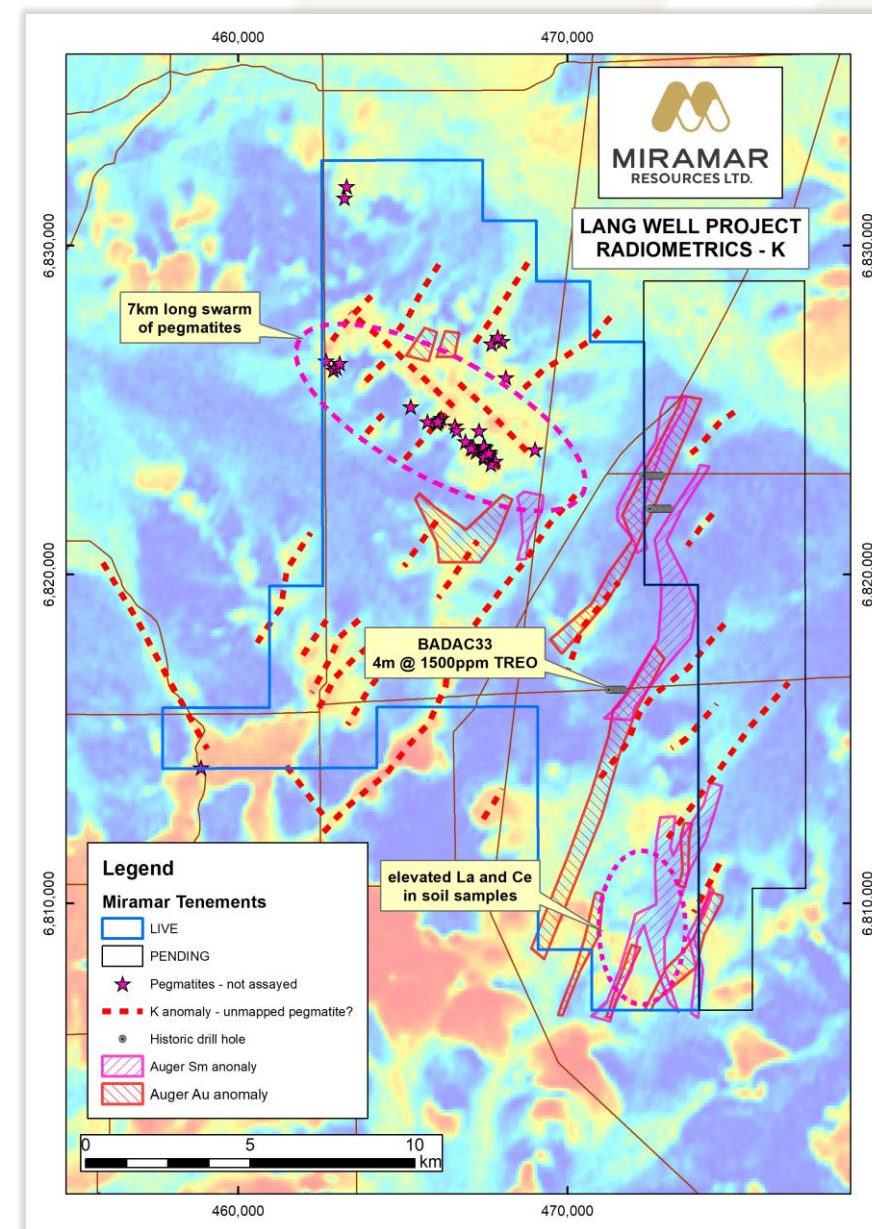 460,000
470,000
MIRAMAR
RESOURCES LTD.
LANG WELL PROJECT
RADIOMETRICS - K
6,830,000
6,830,000
7km long swarm
of pegmatites
6,820,000
6,820,000
BADAC33
4m @ 1500ppm TREO
elevated La and Ce
in soil samples
6,810,000
6,810,000
Legend
Miramar Tenements
LIVE
PENDING
Pegmatites - not assayed
K anomaly - unmapped pegmatite?
Historic drill hole
Auger Sm anonaly
Auger Au anomaly
0 5 10
km
460,000
470,000